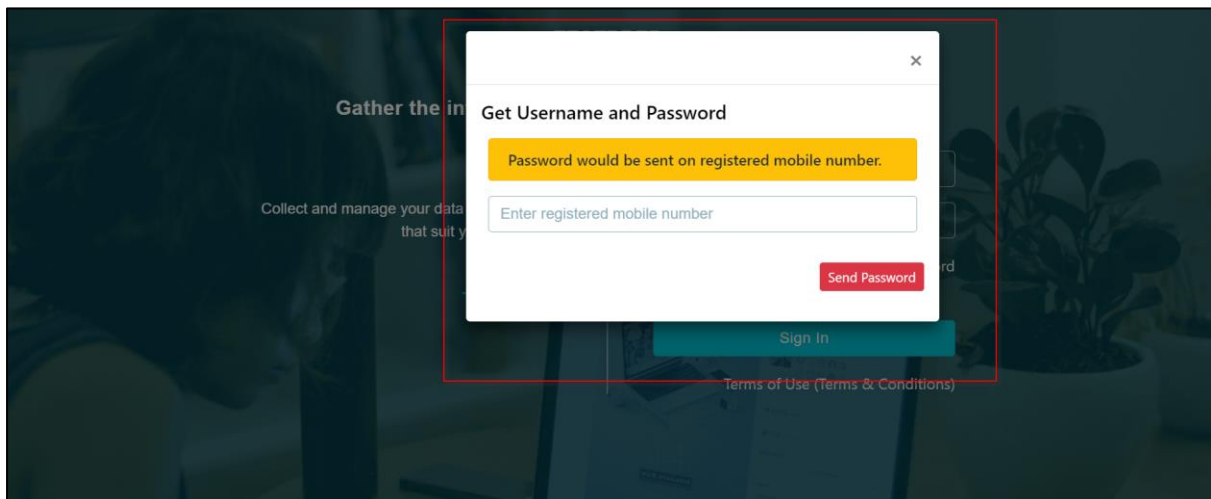 ×
Gather the in
Get Username and Password
Password would be sent on registered mobile number.
Collect and manage your data
that suit y
Enter registered mobile number
rd
Send Password
Sign In
Terms of Use (Terms & Conditions)